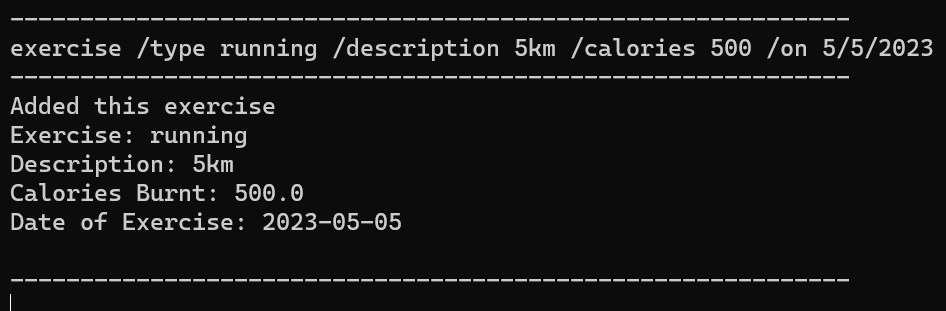 ------------------------------------------------------------
exercise /type running /description 5km /calories 500 /on 5/5/2023
------------------------------------------------------------
Added this exercise
Exercise: running
Description: 5km
Calories Burnt: 500.0
Date of Exercise: 2023-05-05

------------------------------------------------------------